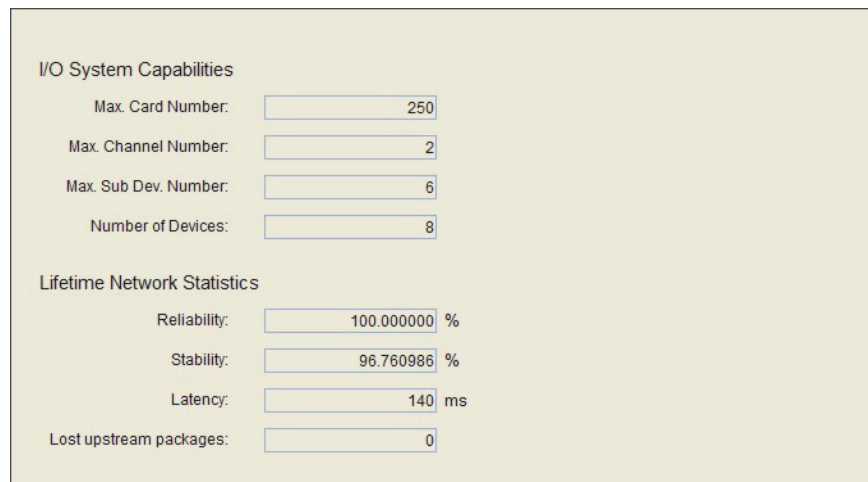 I/O System Capabilities
Max. Card Number: 250
Max. Channel Number: 2
Max. Sub Dev. Number: 6
Number of Devices: 8
Lifetime Network Statistics
Reliability: 100.000000 %
Stability: 96.760986 %
Latency: 140 ms
Lost upstream packages: 0